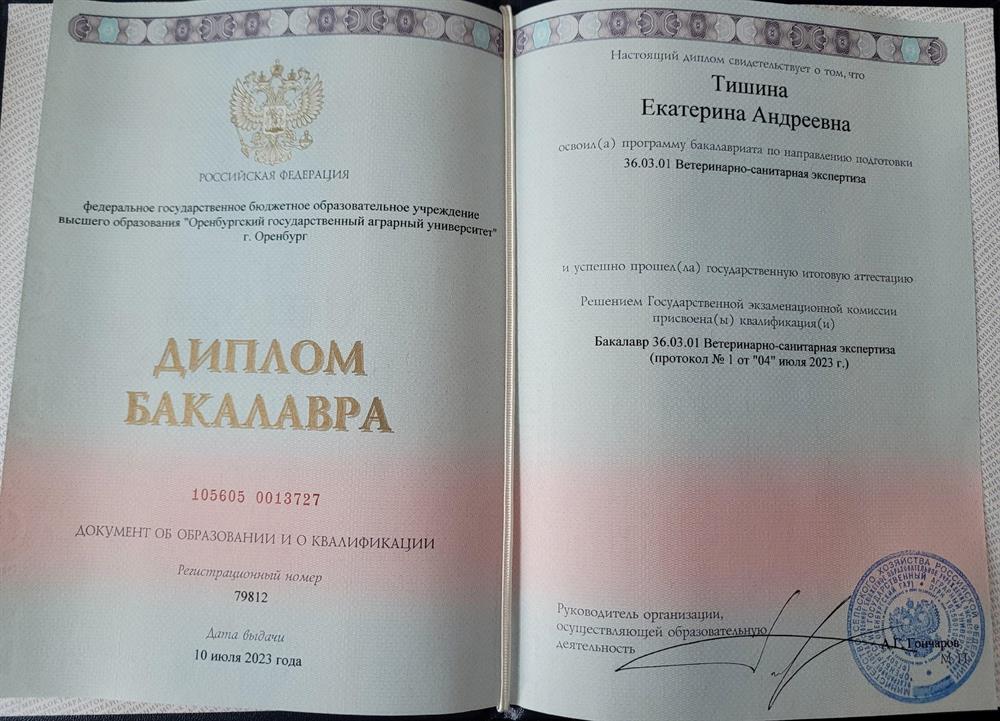 РОССИЙСКАЯ ФЕДЕРАЦИЯ
федеральное государственное бюджетное образовательное учреждение
высшего образования "Оренбургский государственный аграрный университет"
г. Оренбург
ДИПЛОМ
БАКАЛАВРА
105605 0013727
ДОКУМЕНТ ОБ ОБРАЗОВАНИИ И О КВАЛИФИКАЦИИ
Регистрационный номер
79812
Дата выдачи
10 июля 2023 года
Настоящий диплом свидетельствует о том, что
Тишина
Екатерина Андреевна
освоил(а) программу бакалавриата по направлению подготовки
36.03.01 Ветеринарно-санитарная экспертиза
и успешно прошел(ла) государственную итоговую аттестацию
Решением Государственной экзаменационной комиссии
присвоена(ы) квалификация(и)
Бакалавр 36.03.01 Ветеринарно-санитарная экспертиза
(протокол № 1 от "04" июля 2023 г.)
Руководитель организации,
осуществляющей образовательную
деятельность
А.Г. Гончаров
М.П.